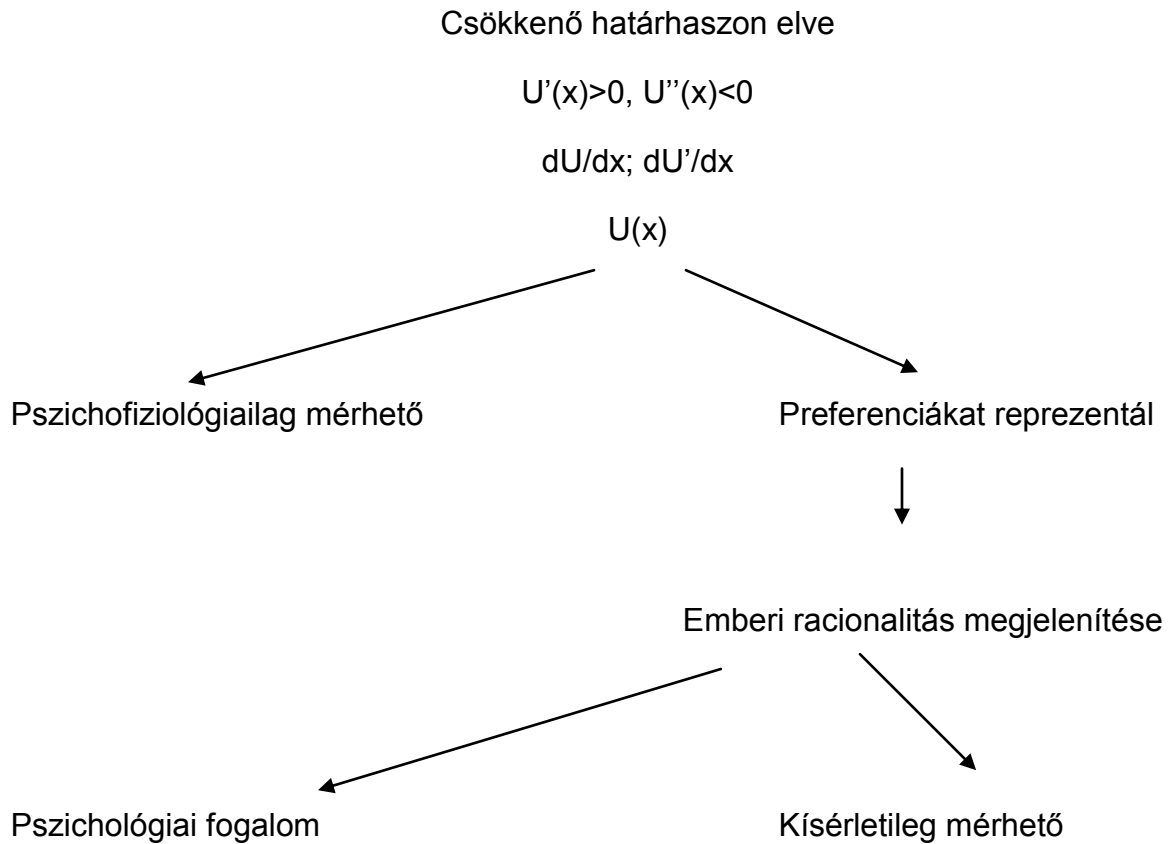 Csökkenő határhaszon elve
U’(x)>0, U’’(x)<0
dU/dx; dU’/dx
U(x)
Pszichofiziológiailag mérhető
Preferenciákat reprezentál
Emberi racionalitás megjelenítése
Pszichológiai fogalom
Kísérletileg mérhető